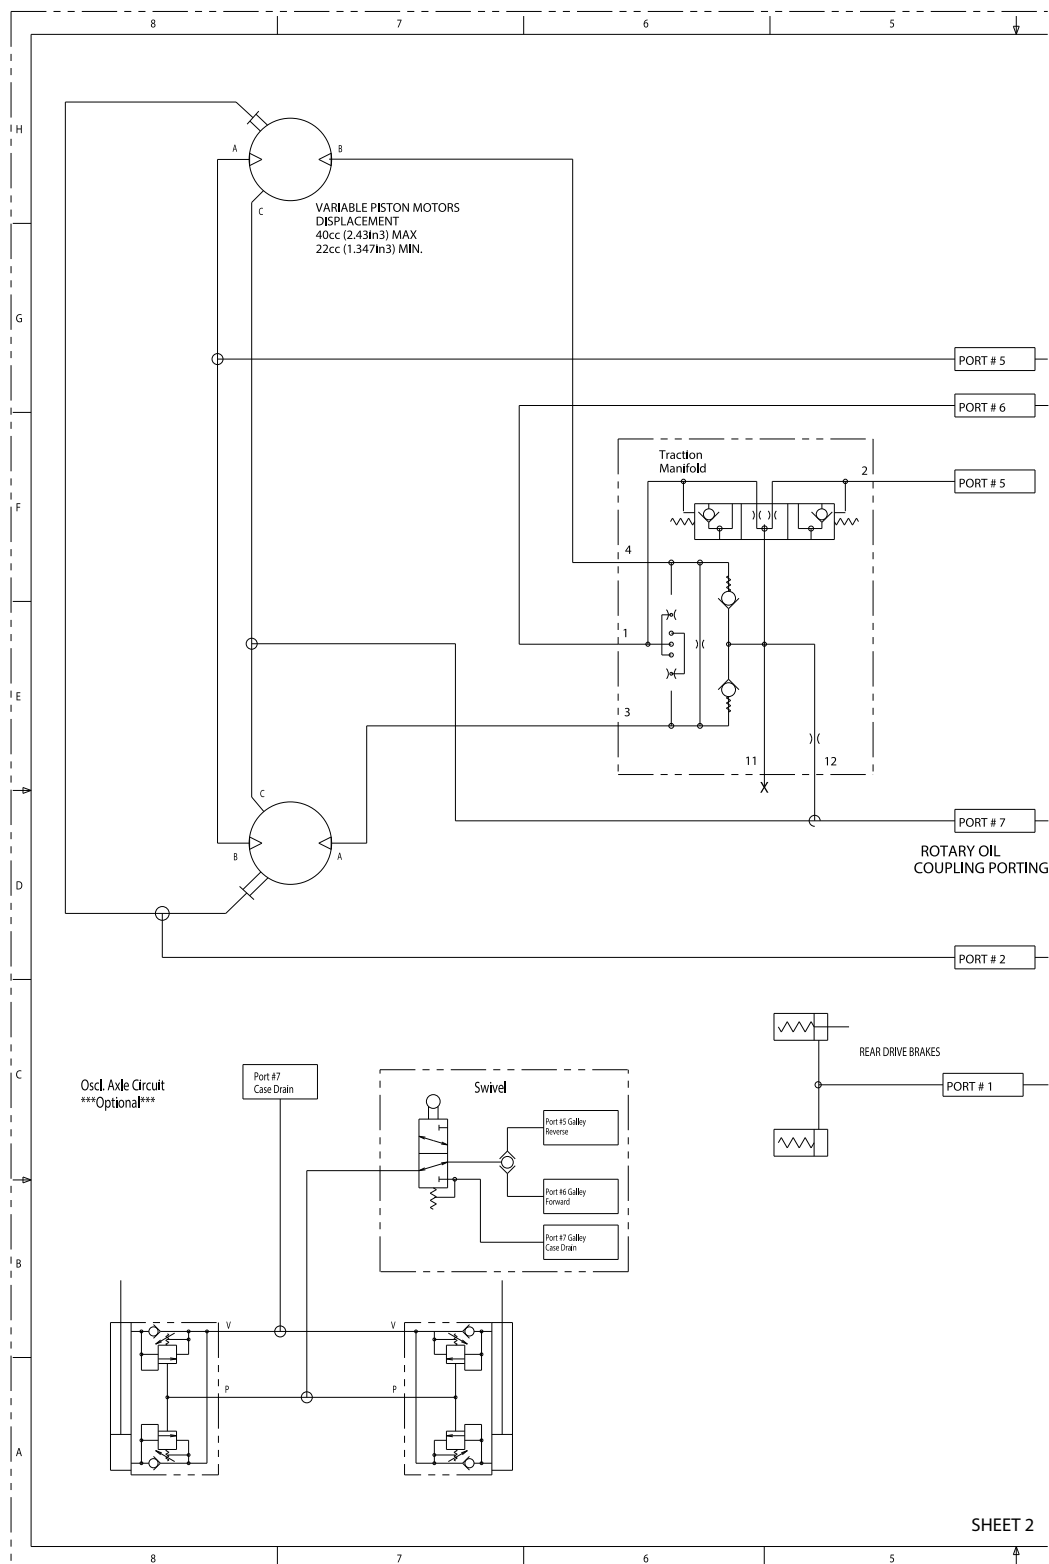 8 7 6 5
H
A B
C
VARIABLE PISTON MOTORS
DISPLACEMENT
40cc (2.43in3) MAX
22cc (1.347in3) MIN.
G
PORT # 5
PORT # 6
Traction
Manifold
2
PORT # 5
F
4
1
E
3
11 12
X
C
PORT # 7
B A
ROTARY OIL
COUPLING PORTING
D
PORT # 2
REAR DRIVE BRAKES
PORT # 1
C
Oscl. Axle Circuit
***Optional***
Port #7
Case Drain
Swivel
Port #5 Galley
Reverse
Port #6 Galley
Forward
Port #7 Galley
Case Drain
B
V V
P P
A
SHEET 2
8 7 6 5